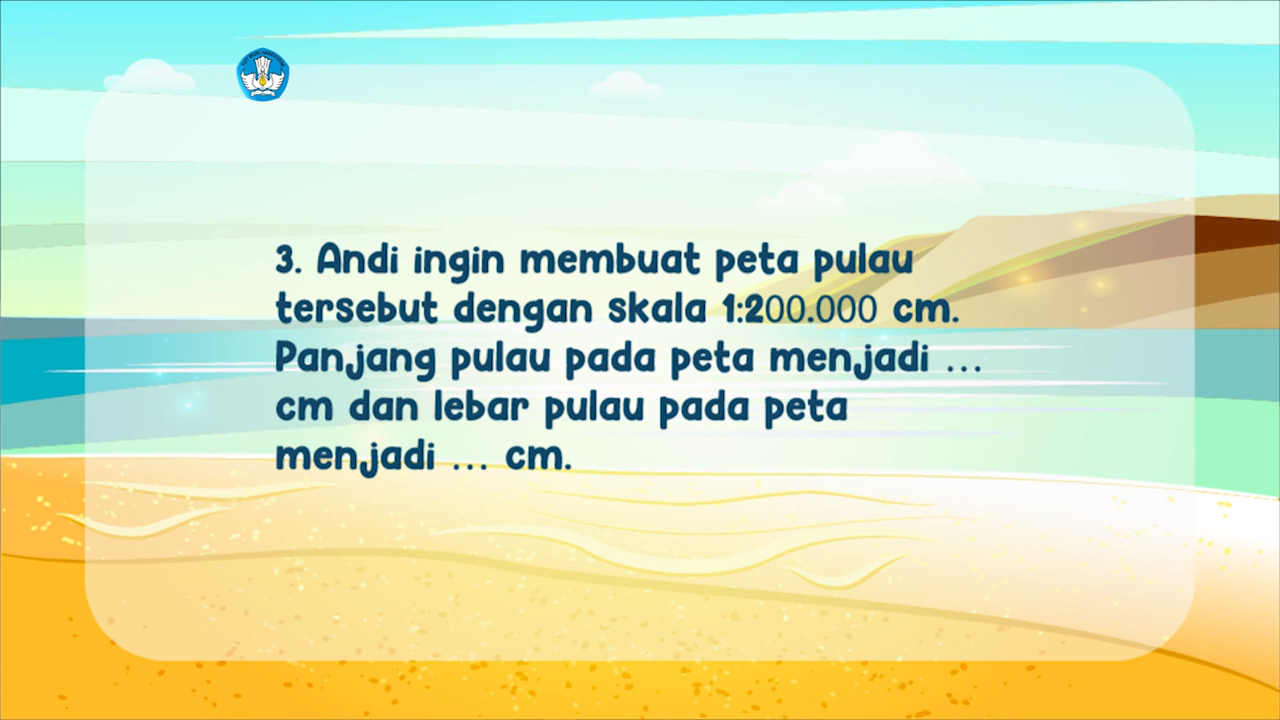 3. Andi ingin membuat peta pulau
tersebut dengan skala 1:200.000 cm.
Panjang pulau pada peta menjadi ...
cm dan lebar pulau pada peta
menjadi ... cm.